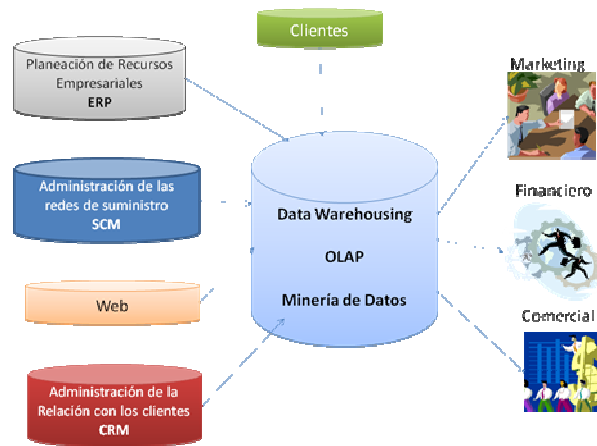 Clientes
Planeación de Recursos
Empresariales
ERP
Administración de las
redes de suministro
SCM
Web
Administración de la
Relación con los clientes
CRM
Data Warehousing
OLAP
Minería de Datos
Marketing
Financiero
Comercial